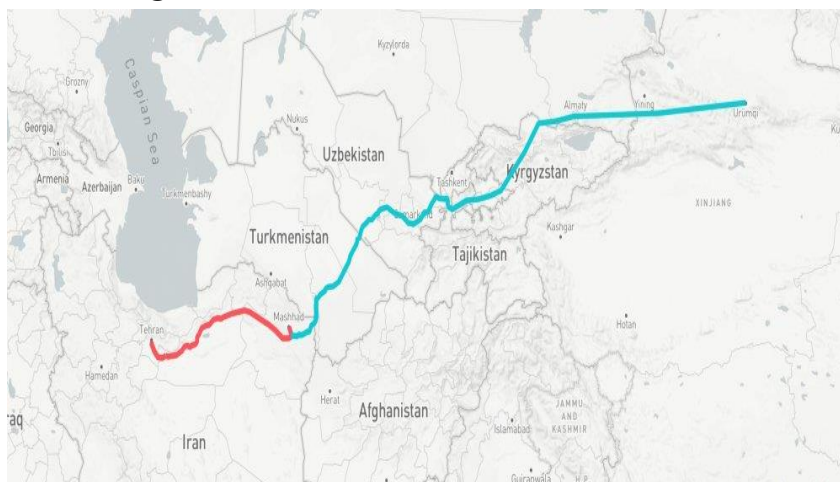 Kyzylorda
Caspian Sea
Grozny
Almaty
Yining
Urumqi
Nukus
Georgia
Tbilisi
Uzbekistan
Tashkent
Kyrgyzstan
Armenia
Azerbaijan
Baku
Turkmenbashy
XINJIANG
Turkmenistan
Kashgar
Tajikistan
Ashgabat
Mashhad
Hotan
Tehran
Hamedan
Herat
Afghanistan
JAMMU
AND
KASHMIR
Islamabad
Iran
raq
Gujranwala
H.P.